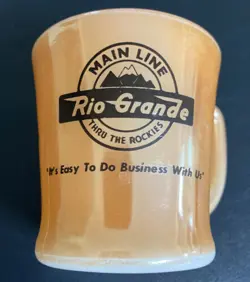 MAIN LINE
Rio Grande
THRU THE ROCKIES
"It's Easy To Do Business With Us"